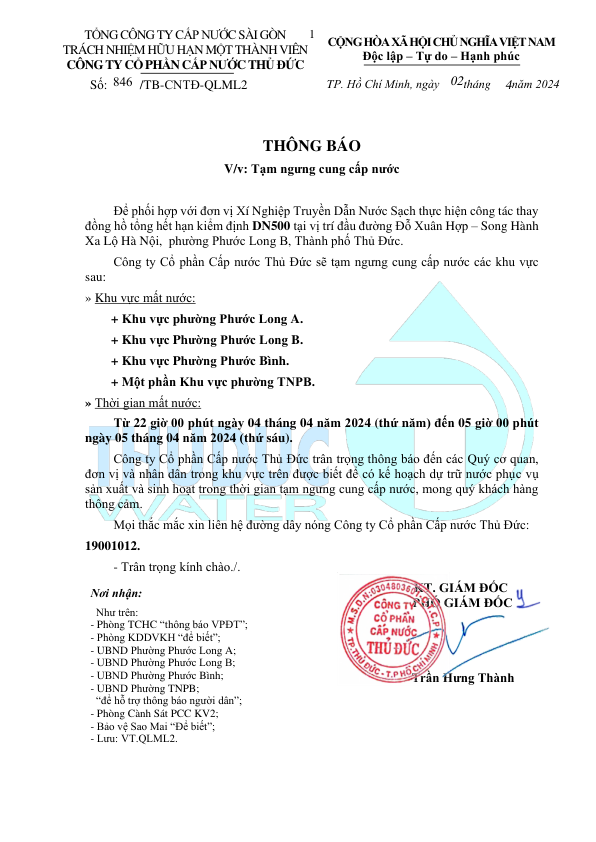 TỔNG CÔNG TY CẤP NƯỚC SÀI GÒN
TRÁCH NHIỆM HỮU HẠN MỘT THÀNH VIÊN
CÔNG TY CỔ PHẦN CẤP NƯỚC THỦ ĐỨC
Số: 846 /TB-CNTĐ-QLML2
1
CỘNG HÒA XÃ HỘI CHỦ NGHĨA VIỆT NAM
Độc lập – Tự do – Hạnh phúc
TP. Hồ Chí Minh, ngày 02tháng 4năm 2024
THÔNG BÁO
V/v: Tạm ngưng cung cấp nước
Để phối hợp với đơn vị Xí Nghiệp Truyền Dẫn Nước Sạch thực hiện công tác thay
đồng hồ tổng hết hạn kiểm định DN500 tại vị trí đầu đường Đỗ Xuân Hợp – Song Hành
Xa Lộ Hà Nội, phường Phước Long B, Thành phố Thủ Đức.
Công ty Cổ phần Cấp nước Thủ Đức sẽ tạm ngưng cung cấp nước các khu vực
sau:
» Khu vực mất nước:
+ Khu vực phường Phước Long A.
+ Khu vực Phường Phước Long B.
+ Khu vực Phường Phước Bình.
+ Một phần Khu vực phường TNPB.
» Thời gian mất nước:
Từ 22 giờ 00 phút ngày 04 tháng 04 năm 2024 (thứ năm) đến 05 giờ 00 phút
ngày 05 tháng 04 năm 2024 (thứ sáu).
Công ty Cổ phần Cấp nước Thủ Đức trân trọng thông báo đến các Quý cơ quan,
đơn vị và nhân dân trong khu vực trên được biết để có kế hoạch dự trữ nước phục vụ
sản xuất và sinh hoạt trong thời gian tạm ngưng cung cấp nước, mong quý khách hàng
thông cảm.
Mọi thắc mắc xin liên hệ đường dây nóng Công ty Cổ phần Cấp nước Thủ Đức:
19001012.
- Trân trọng kính chào./.
THUDUC
WATER
Nơi nhận:
Như trên:
- Phòng TCHC “thông báo VPĐT”;
- Phòng KDDVKH “để biết”;
- UBND Phường Phước Long A;
- UBND Phường Phước Long B;
- UBND Phường Phước Bình;
- UBND Phường TNPB;
“để hỗ trợ thông báo người dân”;
- Phòng Cảnh Sát PCC KV2;
- Bảo vệ Sao Mai “Để biết”;
- Lưu: VT.QLML2.
KT. GIÁM ĐỐC
PHÓ GIÁM ĐỐC
CÔNG TY
CỔ PHẦN
CẤP NƯỚC
THỦ ĐỨC
TP.THỦ ĐỨC - T.P HỒ CHÍ MINH
Trần Hưng Thành